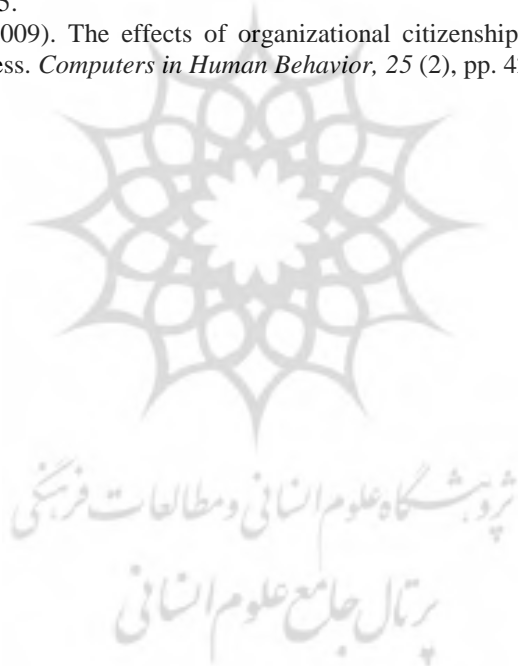 5.
009). The effects of organizational citizenship
ess. Computers in Human Behavior, 25 (2), pp. 4
پژوهشگاه علوم انسانی و مطالعات فرهنگی
پرتال جامع علوم انسانی